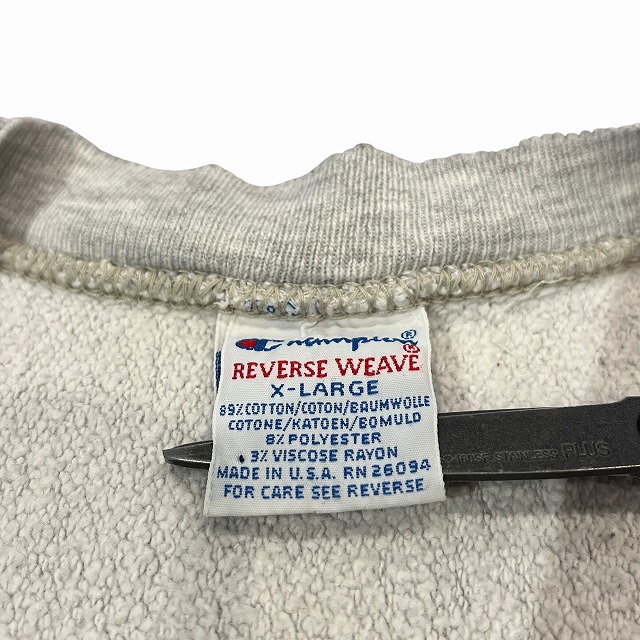 Champion®
REVERSE WEAVE®
X-LARGE
89% COTTON/COTON/BAUMWOLLE
COTONE/KATOEN/BOMULD
8% POLYESTER
3% VISCOSE RAYON
MADE IN U.S.A. RN 26094
FOR CARE SEE REVERSE
STAINLESS PLUS